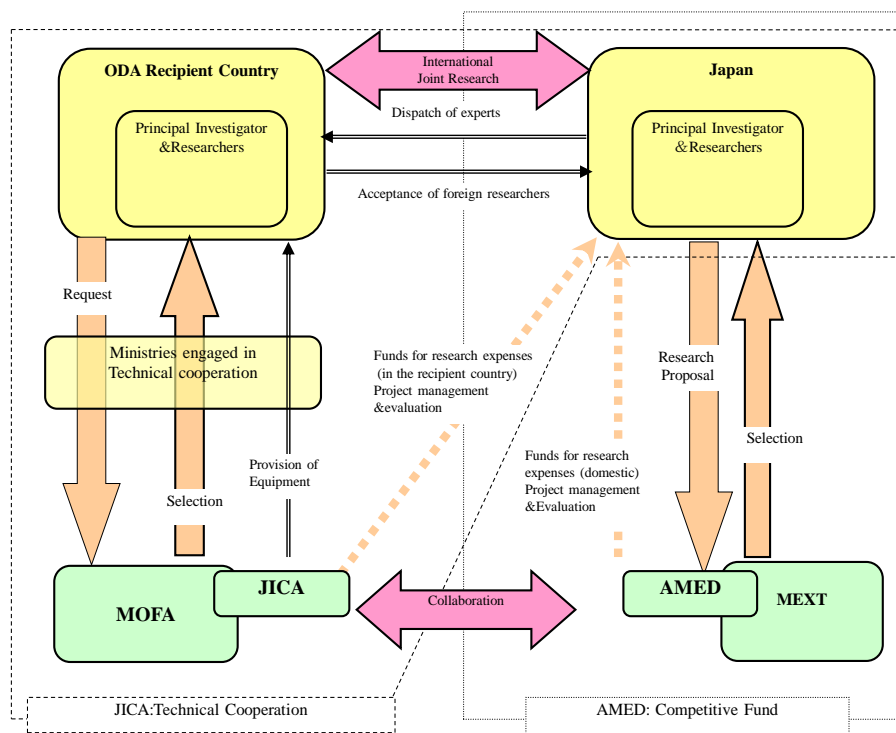 ODA Recipient Country
International
Joint Research
Japan
Principal Investigator
&Researchers
Dispatch of experts
Principal Investigator
&Researchers
Acceptance of foreign researchers
Request
Ministries engaged in
Technical cooperation
Funds for research expenses
(in the recipient country)
Project management
&evaluation
Research
Proposal
Selection
Provision of
Equipment
Selection
Funds for research
expenses (domestic)
Project management
&Evaluation
JICA
MOFA
Collaboration
AMED
MEXT
JICA:Technical Cooperation
AMED: Competitive Fund